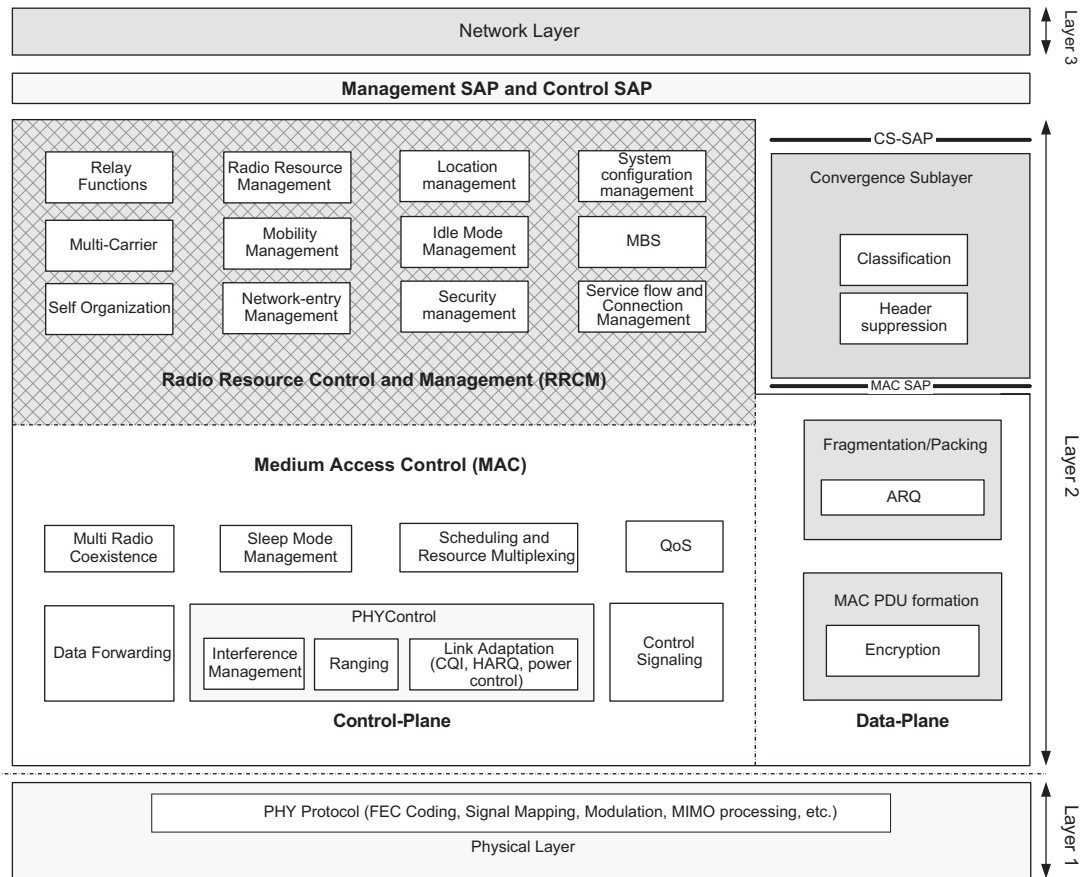 Network Layer
Layer 3
Management SAP and Control SAP
Relay
Functions
Radio Resource
Management
Location
management
System
configuration
management
Multi-Carrier
Mobility
Management
Idle Mode
Management
MBS
Self Organization
Network-entry
Management
Security
management
Service flow and
Connection
Management
Radio Resource Control and Management (RRCM)
CS-SAP
Convergence Sublayer
Classification
Header
suppression
MAC SAP
Layer 2
Medium Access Control (MAC)
Multi Radio
Coexistence
Sleep Mode
Management
Scheduling and
Resource Multiplexing
QoS
Data Forwarding
PHYControl
Interference
Management
Ranging
Link Adaptation
(CQI, HARQ, power
control)
Control
Signaling
Control-Plane
Fragmentation/Packing
ARQ
MAC PDU formation
Encryption
Data-Plane
PHY Protocol (FEC Coding, Signal Mapping, Modulation, MIMO processing, etc.)
Physical Layer
Layer 1